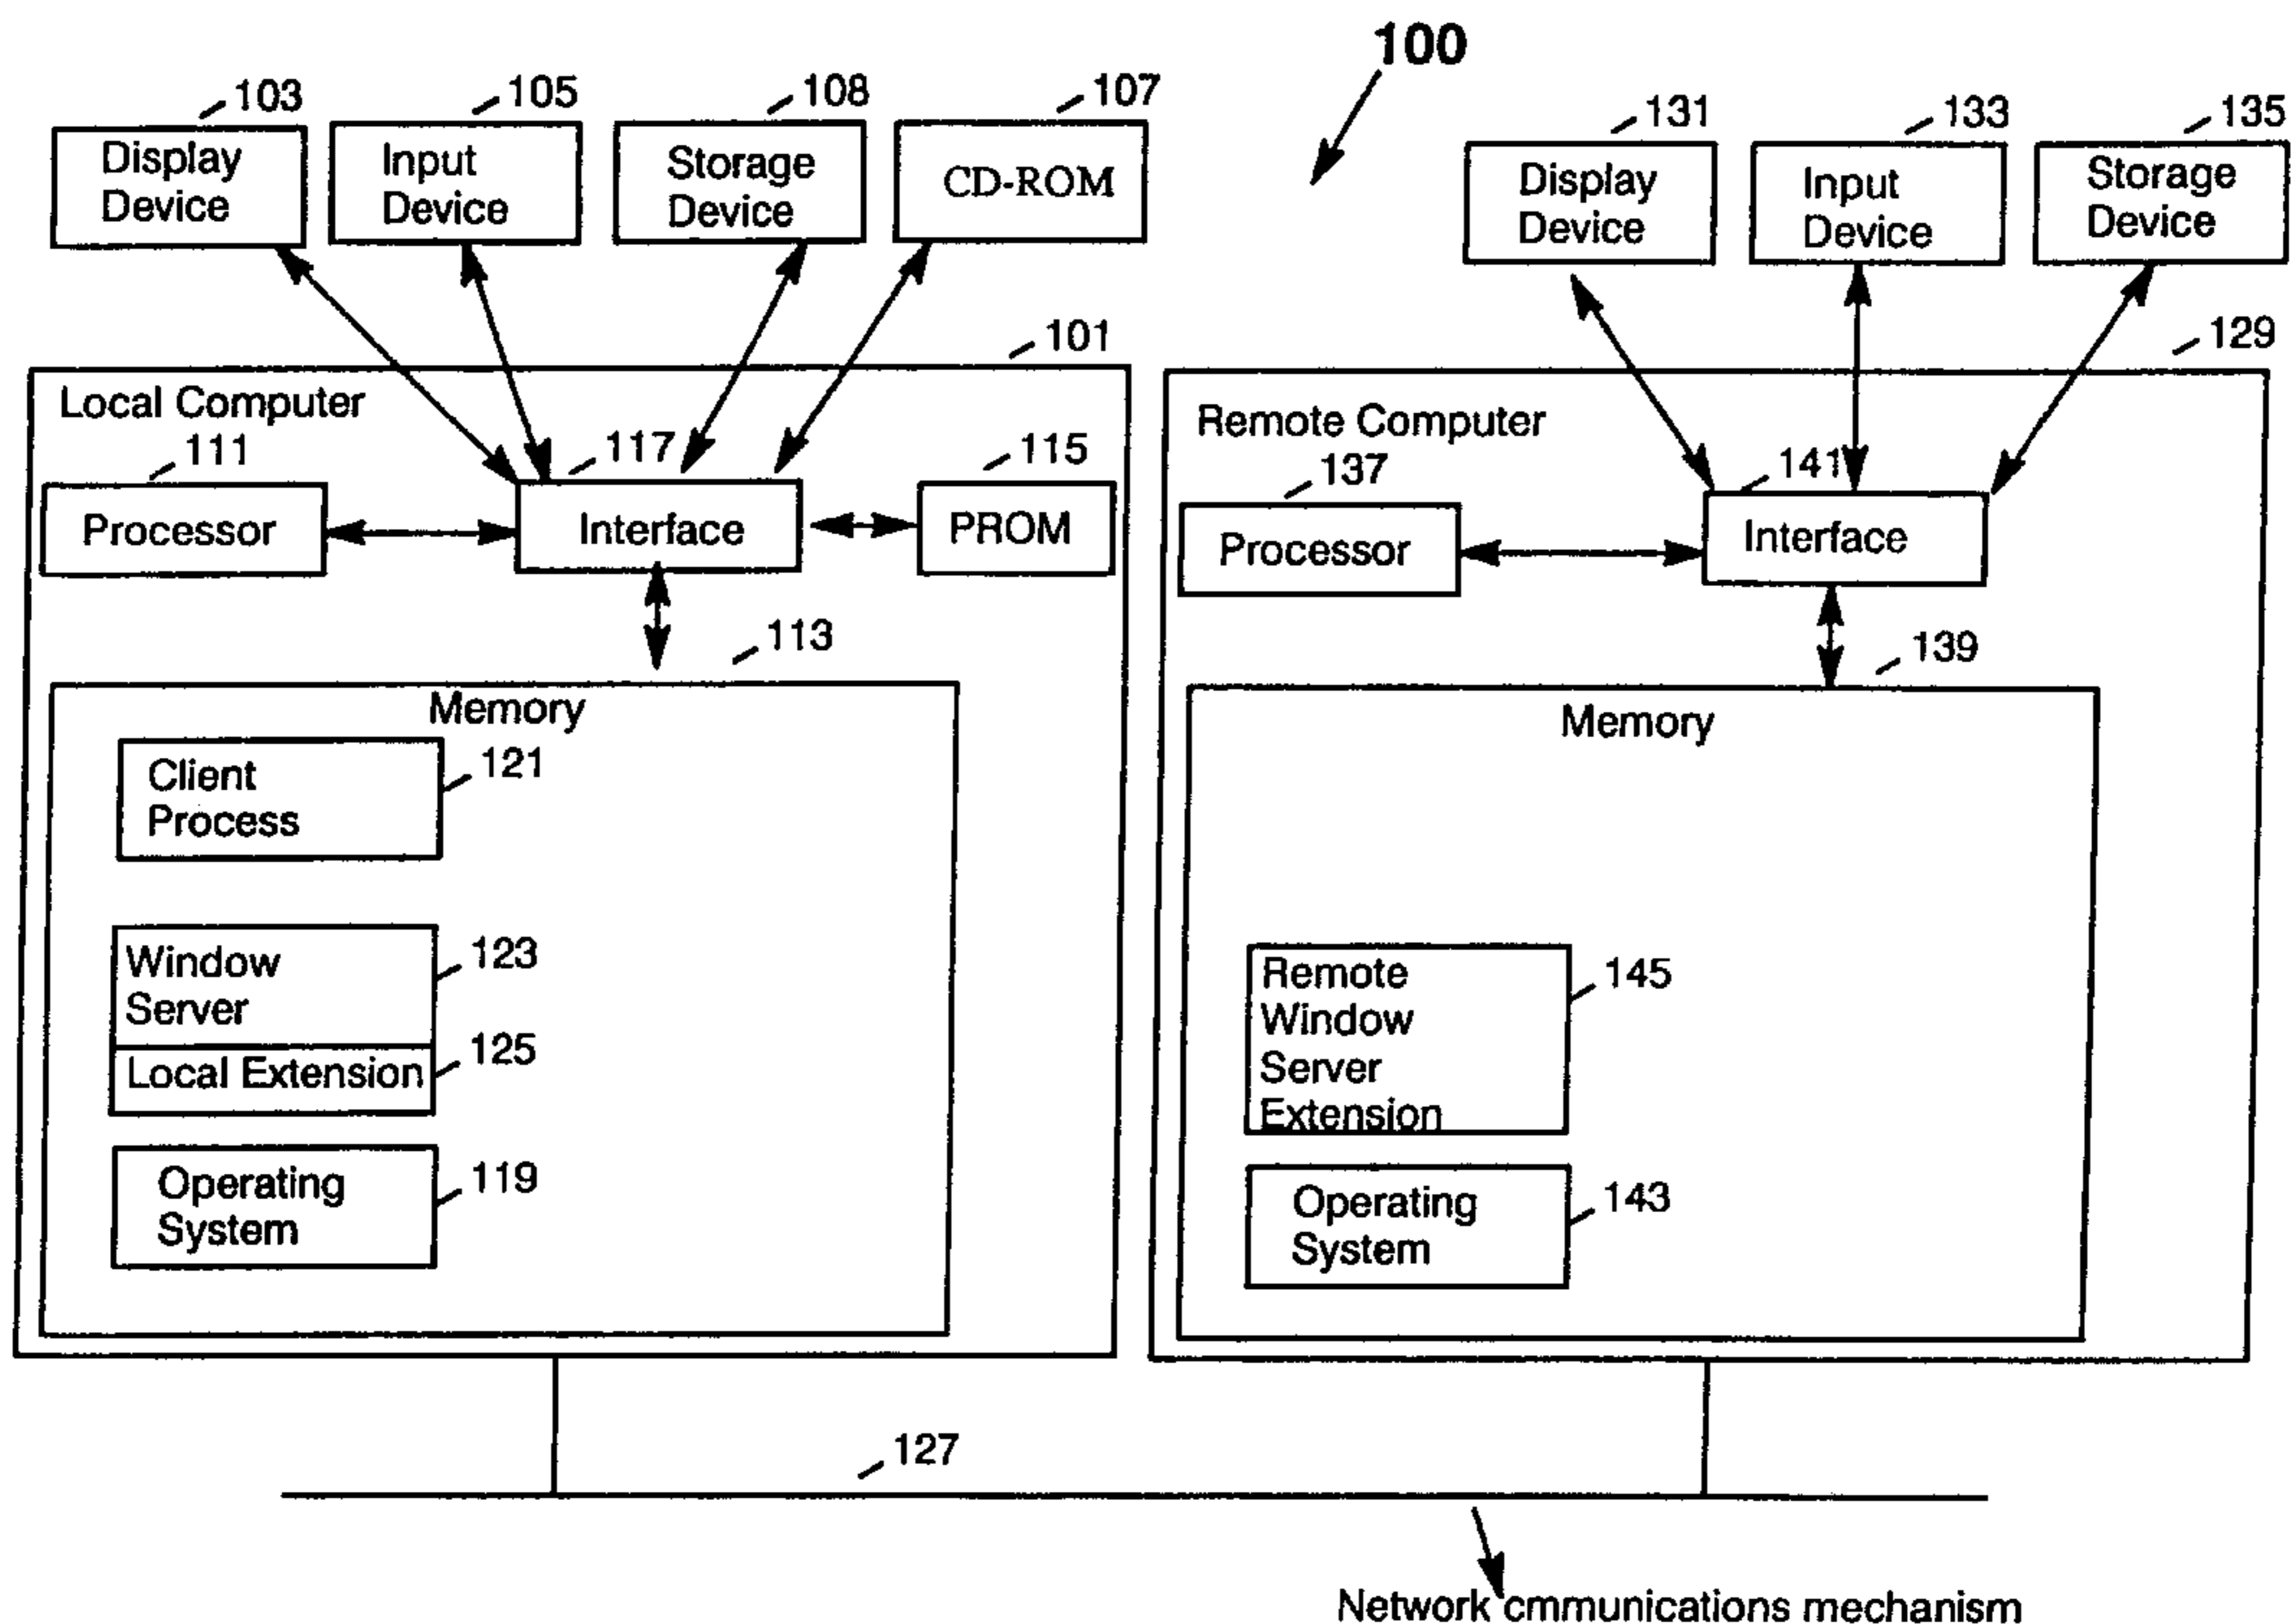 100
103
105
108
107
131
133
135
Display
Device
Input
Device
Storage
Device
CD-ROM
Display
Device
Input
Device
Storage
Device
101
129
Local Computer
111
117
115
Processor
Interface
PROM
113
Memory
Client
Process
121
Window
Server
123
Local Extension
125
Operating
System
119
Remote Computer
137
141
Processor
Interface
139
Memory
Remote
Window
Server
Extension
145
Operating
System
143
127
Network cmmunications mechanism